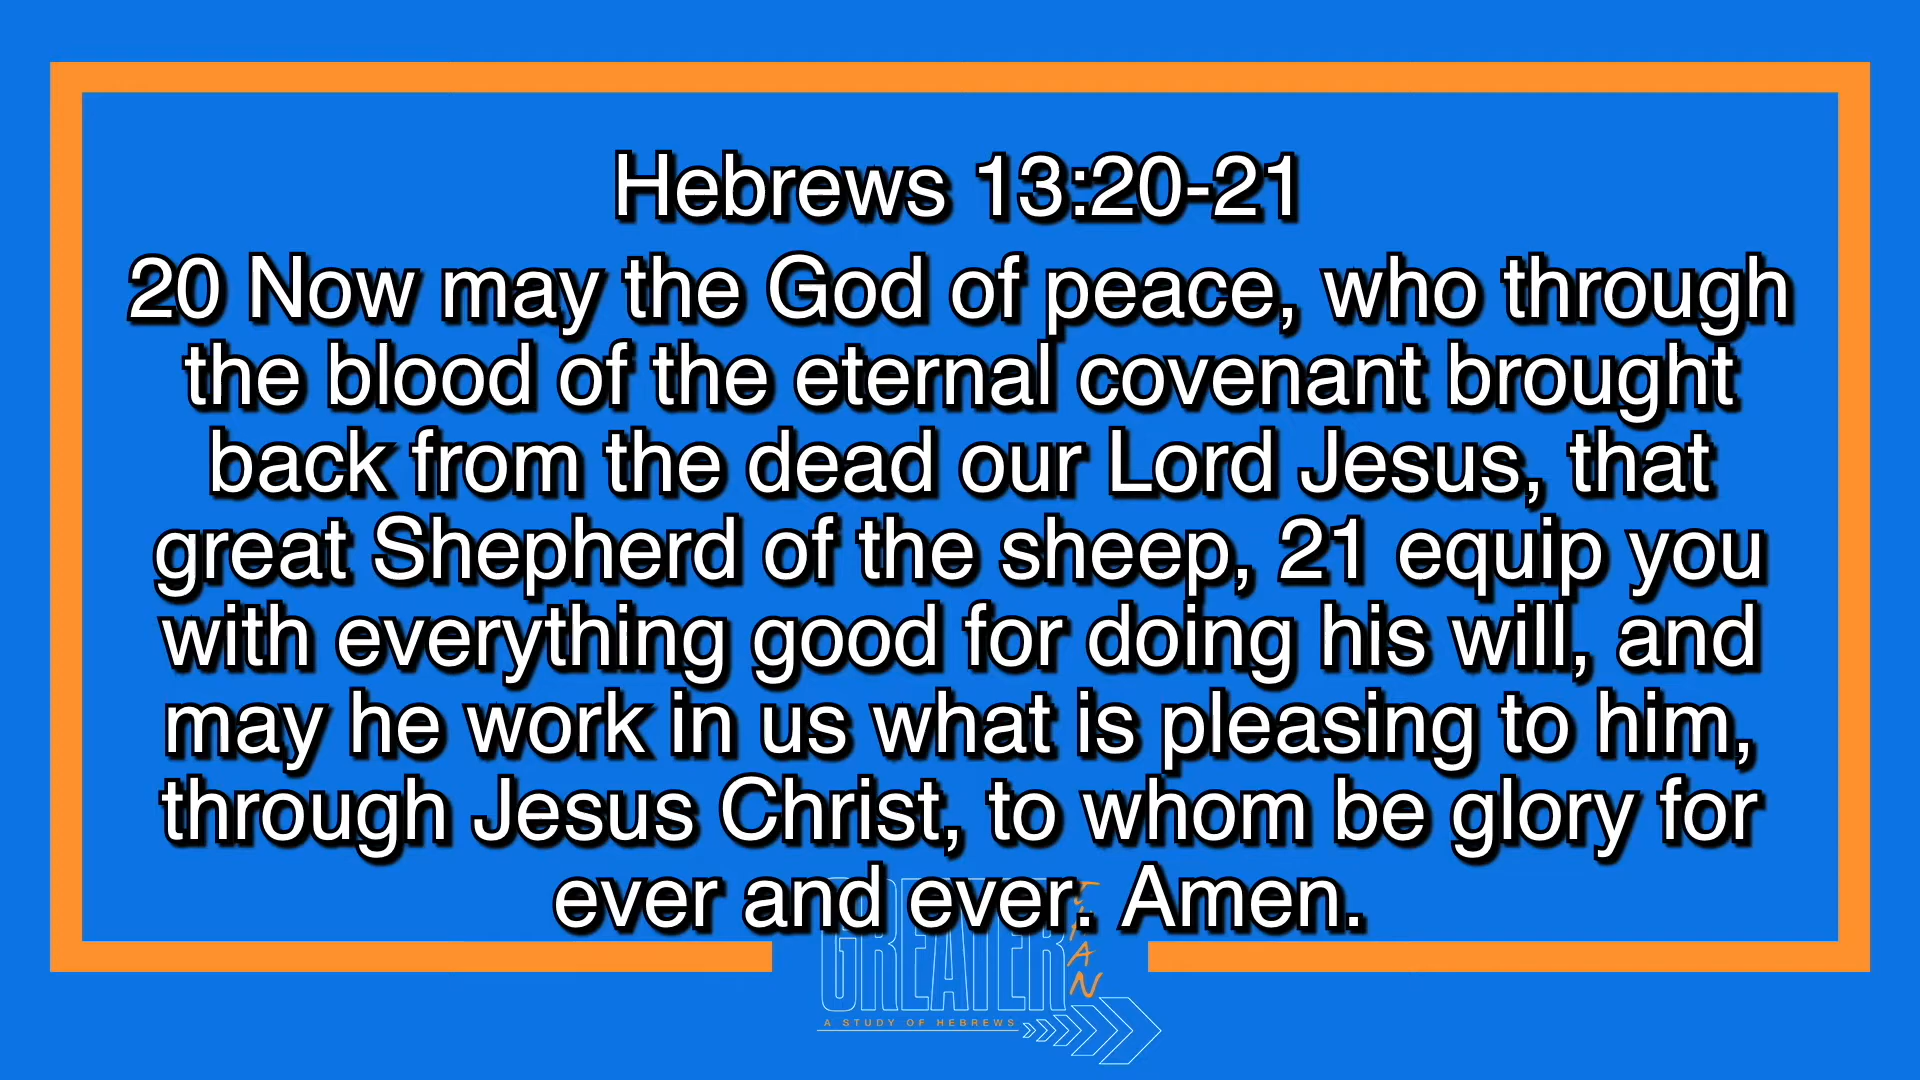 Hebrews 13:20-21
20 Now may the God of peace, who through
the blood of the eternal covenant brought
back from the dead our Lord Jesus, that
great Shepherd of the sheep, 21 equip you
with everything good for doing his will, and
may he work in us what is pleasing to him,
through Jesus Christ, to whom be glory for
ever and ever. Amen.
GREATER
THAN
A STUDY OF HEBREWS